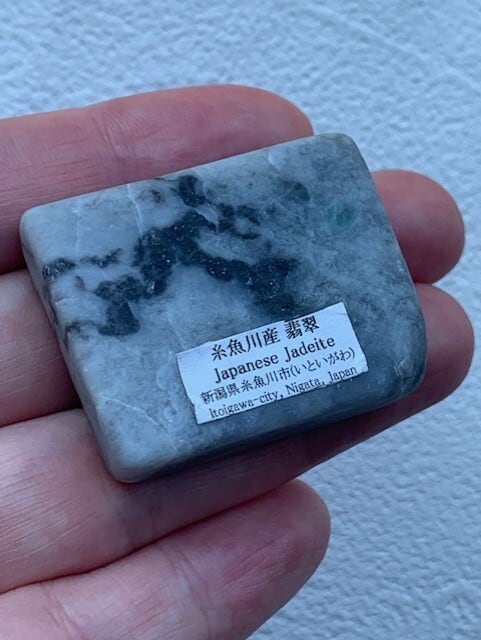 糸魚川産 翡翠
Japanese Jadeite
新潟県糸魚川市(いといがわ)
Itoigawa-city, Nigata, Japan